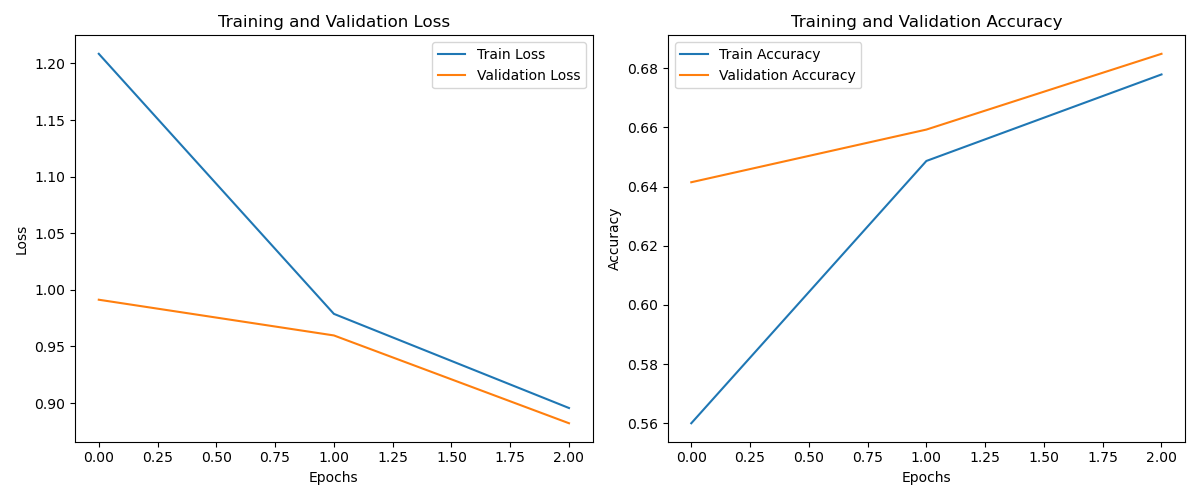 Training and Validation Loss
Train Loss
Validation Loss
1.20
1.15
1.10
1.05
1.00
0.95
0.90
Loss
0.00 0.25 0.50 0.75 1.00 1.25 1.50 1.75 2.00
Epochs
Training and Validation Accuracy
Train Accuracy
Validation Accuracy
0.68
0.66
0.64
0.62
0.60
0.58
0.56
Accuracy
0.00 0.25 0.50 0.75 1.00 1.25 1.50 1.75 2.00
Epochs